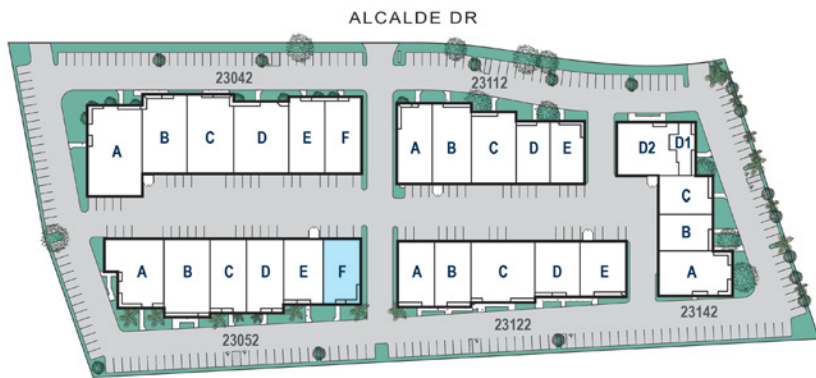 ALCALDE DR
23042
23112
A B C D E F
A B C D E
D2 D1
C
B
A
A B C D E F
A B C D E
23052
23122
23142